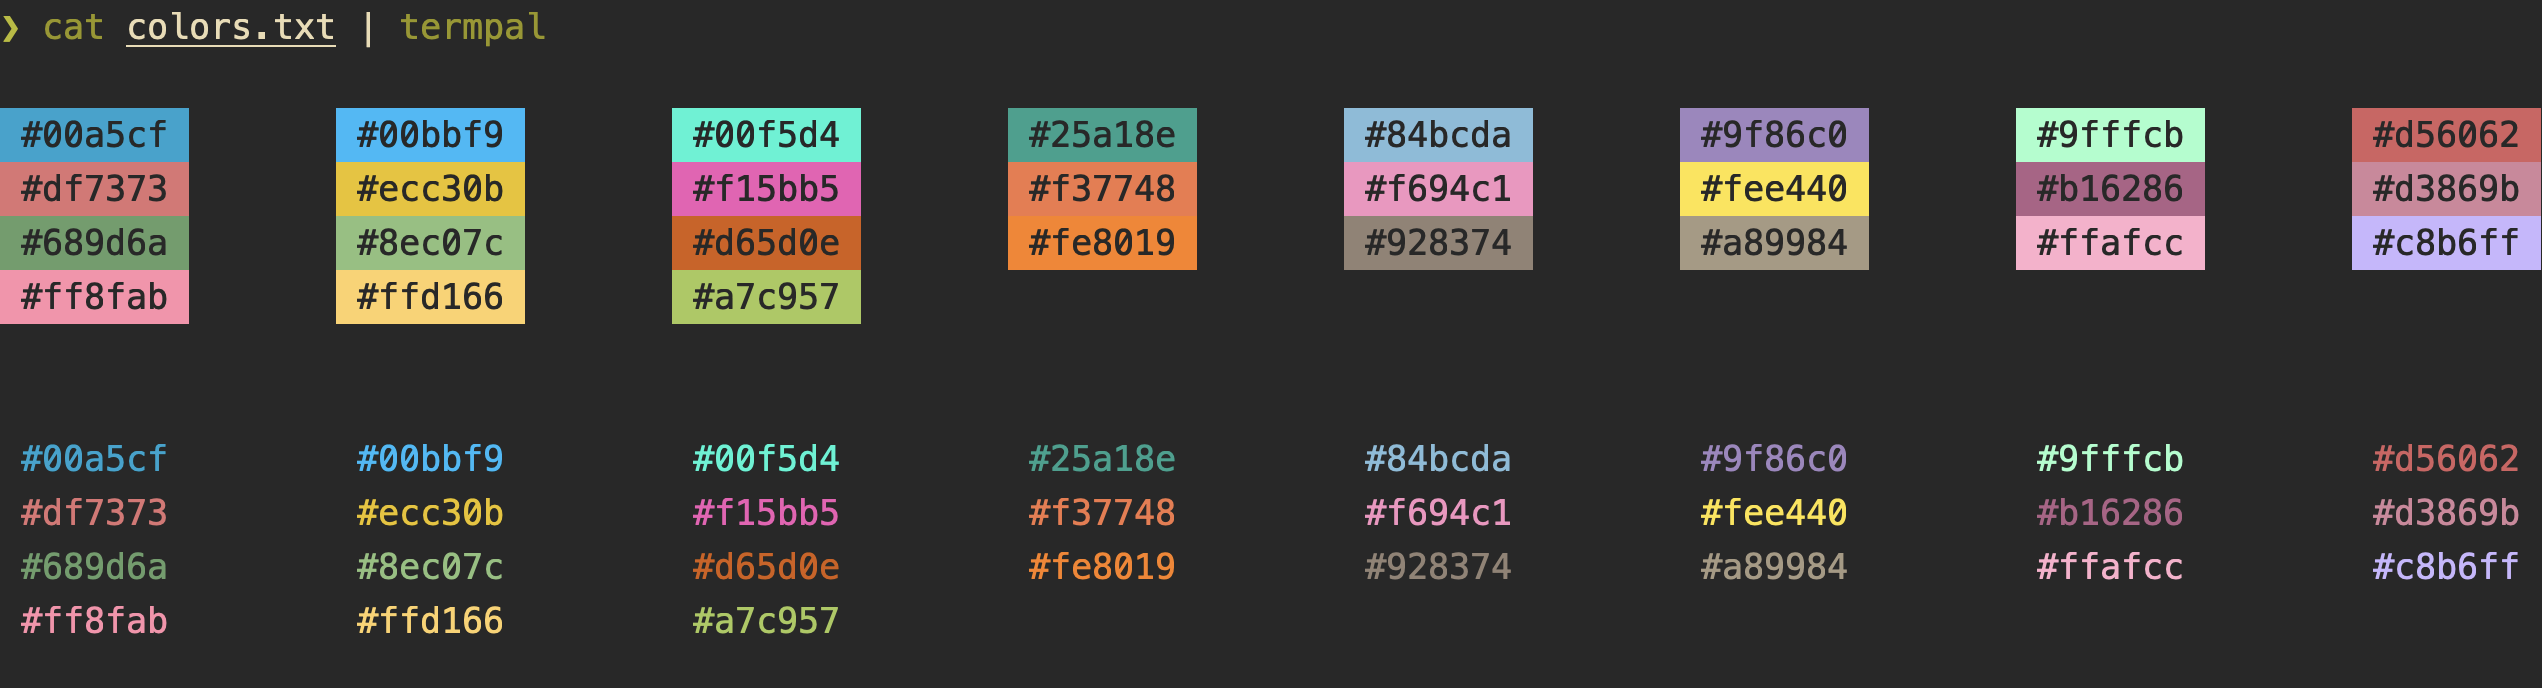 ❯ cat colors.txt | termpal
#00a5cf #00bbf9 #00f5d4 #25a18e #84bcda #9f86c0 #9fffcb #d56062
#df7373 #ecc30b #f15bb5 #f37748 #f694c1 #fee440 #b16286 #d3869b
#689d6a #8ec07c #d65d0e #fe8019 #928374 #a89984 #ffafcc #c8b6ff
#ff8fab #ffd166 #a7c957
#00a5cf #00bbf9 #00f5d4 #25a18e #84bcda #9f86c0 #9fffcb #d56062
#df7373 #ecc30b #f15bb5 #f37748 #f694c1 #fee440 #b16286 #d3869b
#689d6a #8ec07c #d65d0e #fe8019 #928374 #a89984 #ffafcc #c8b6ff
#ff8fab #ffd166 #a7c957